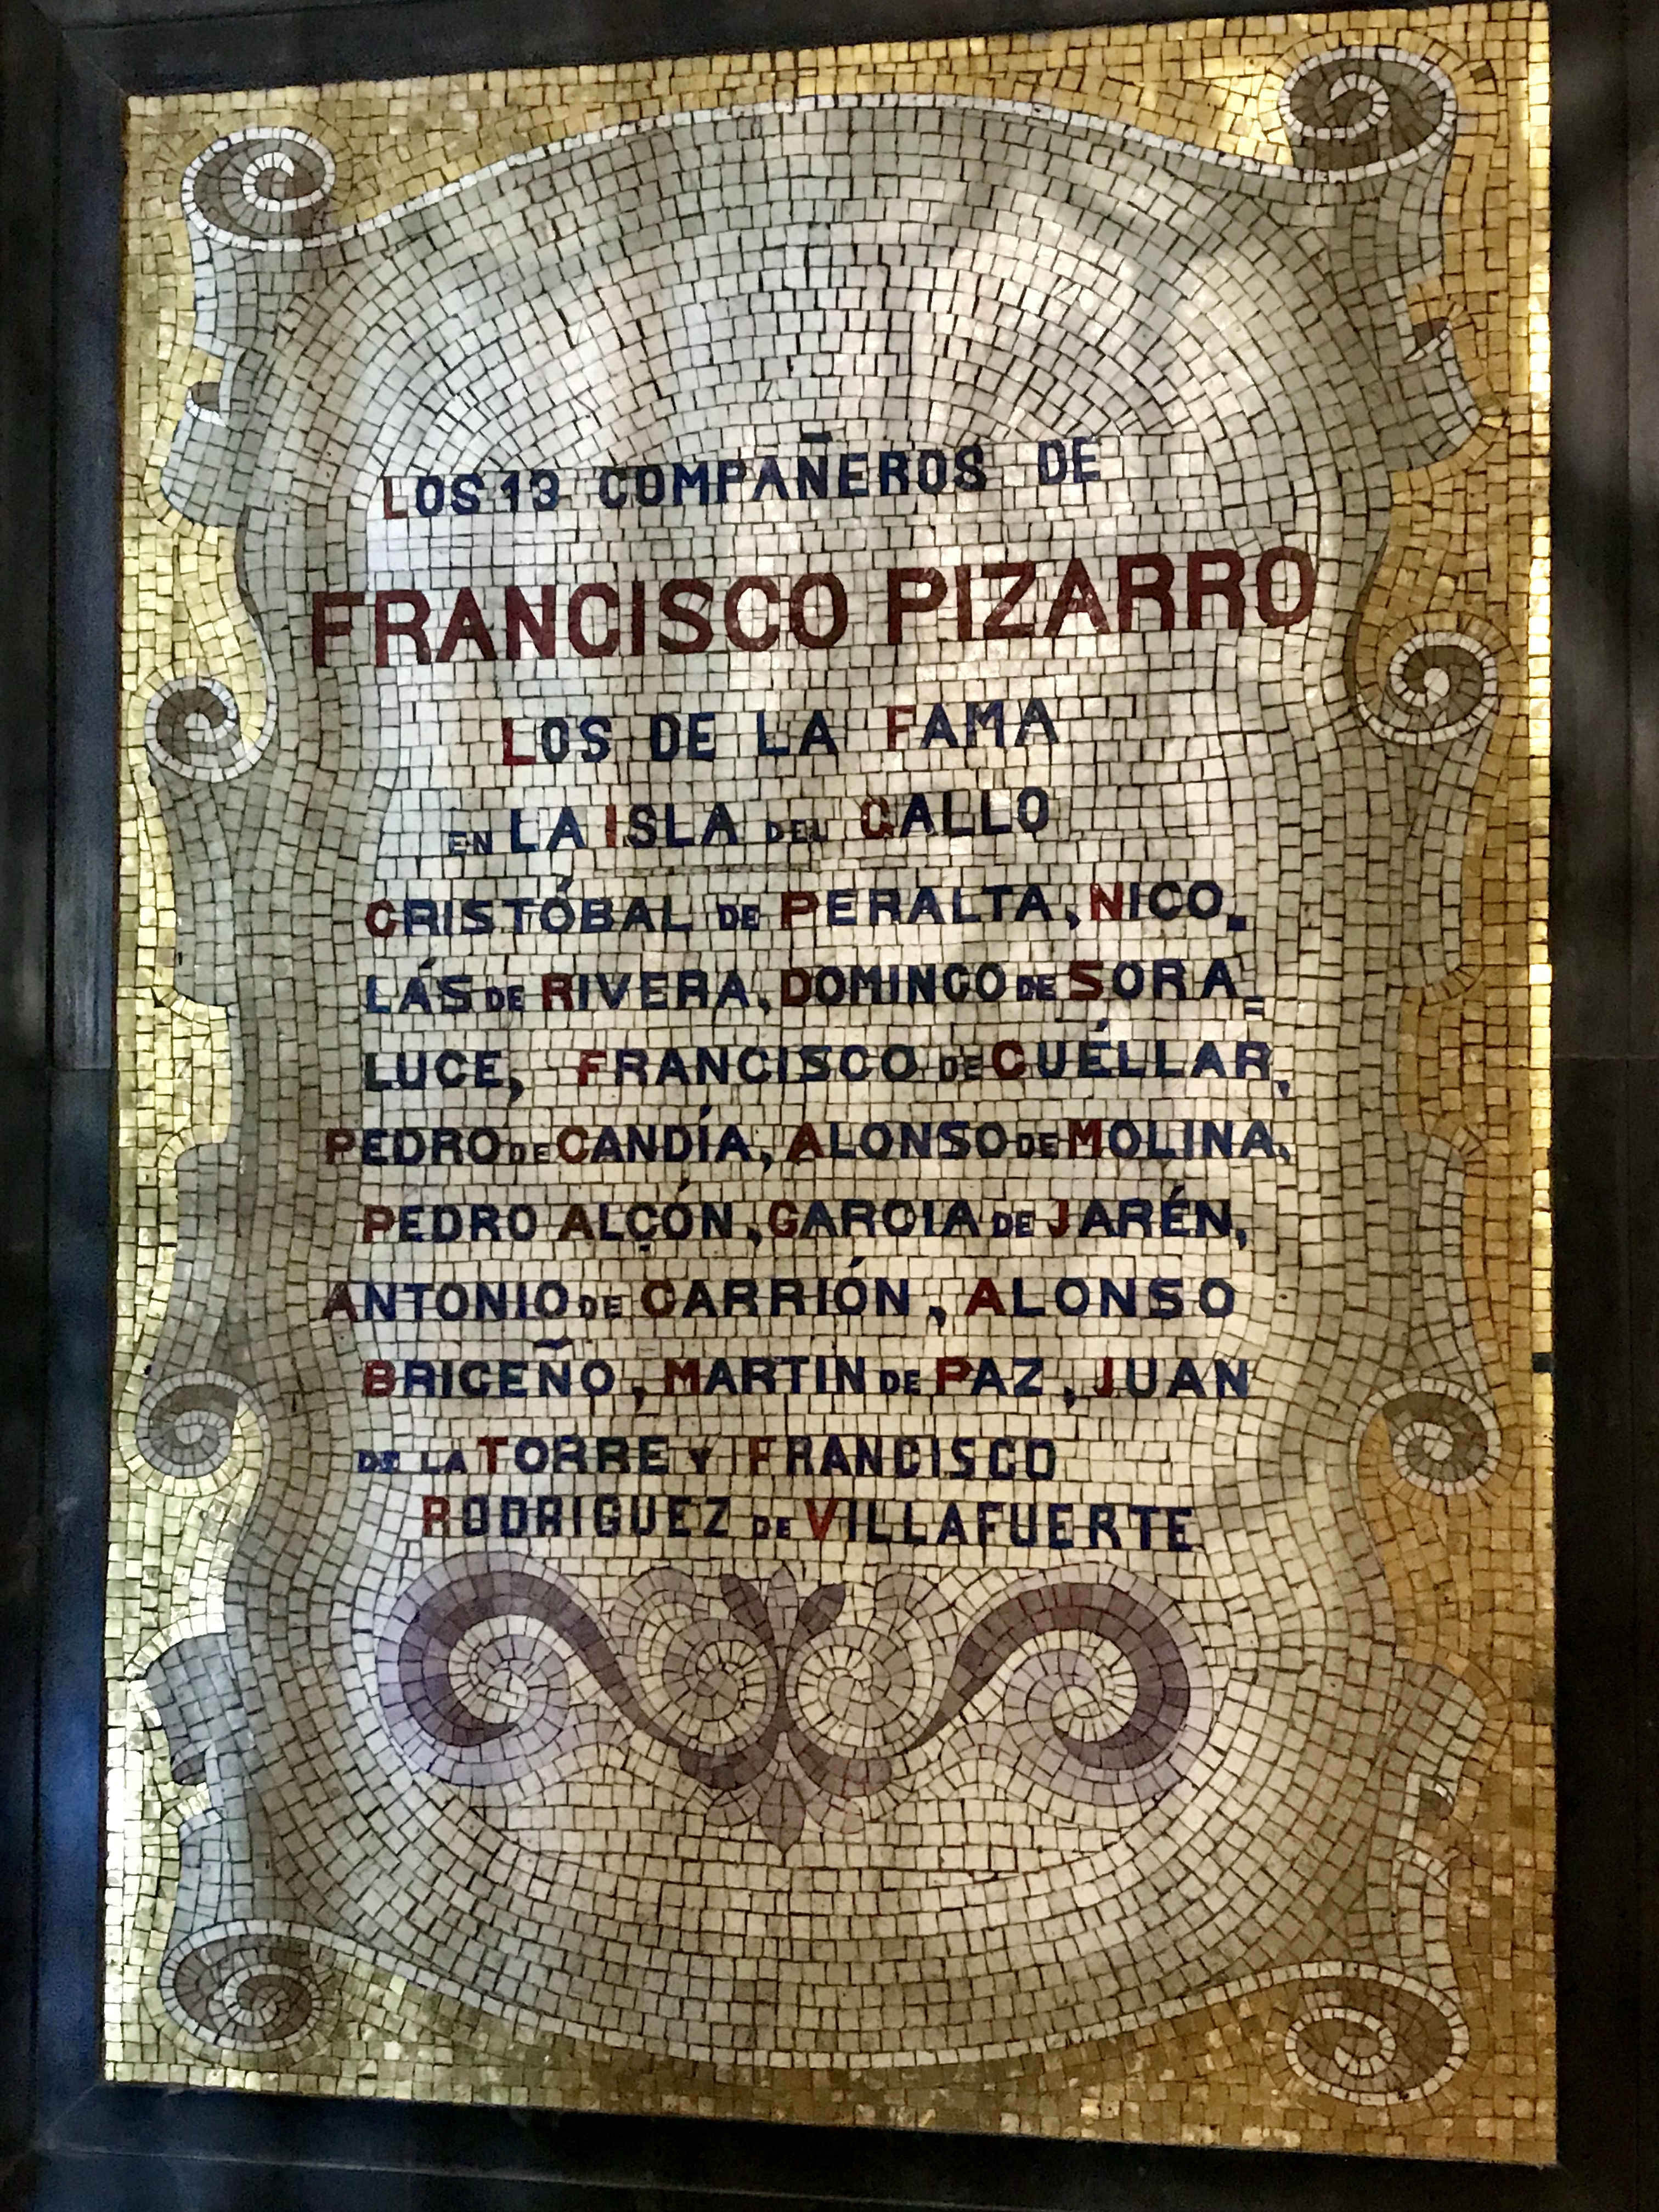 LOS 13 COMPAÑEROS DE
FRANCISCO PIZARRO
LOS DE LA FAMA
EN LA ISLA DEL GALLO
CRISTÓBAL DE PERALTA, NICO-
LÁS DE RIVERA, DOMINGO DE SORA=
LUCE, FRANCISCO DE CUÉLLAR,
PEDRO DE CANDÍA, ALONSO DE MOLINA,
PEDRO ALÇÓN, GARCIA DE JARÉN,
ANTONIO DE CARRIÓN, ALONSO
BRICEÑO, MARTIN DE PAZ, JUAN
DE LA TORRE Y FRANCISCO
RODRIGUEZ DE VILLAFUERTE